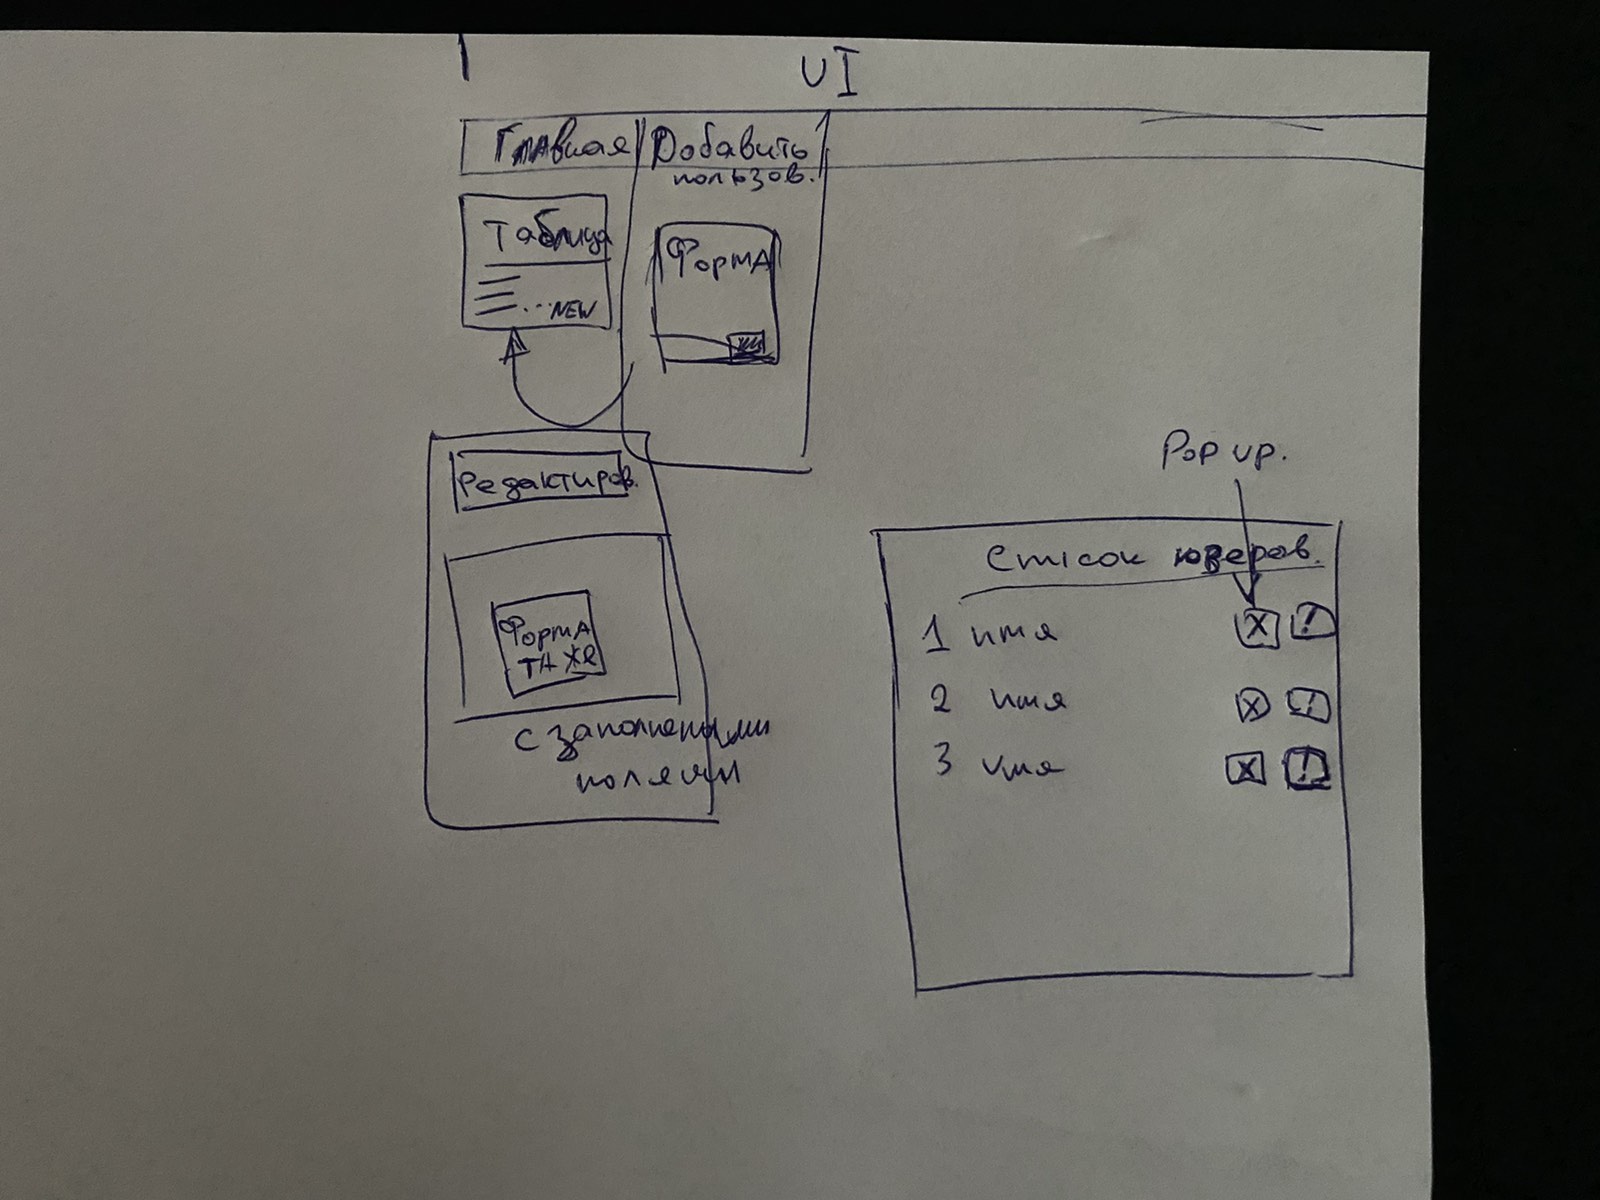 UI
Главная
Добавить
пользов.
Таблица
... NEW
Форма
Редактиров.
Форма
та же
с заполнеными
полями
Pop up.
Список юзеров.
1 имя X !
2 имя X !
3 имя X !